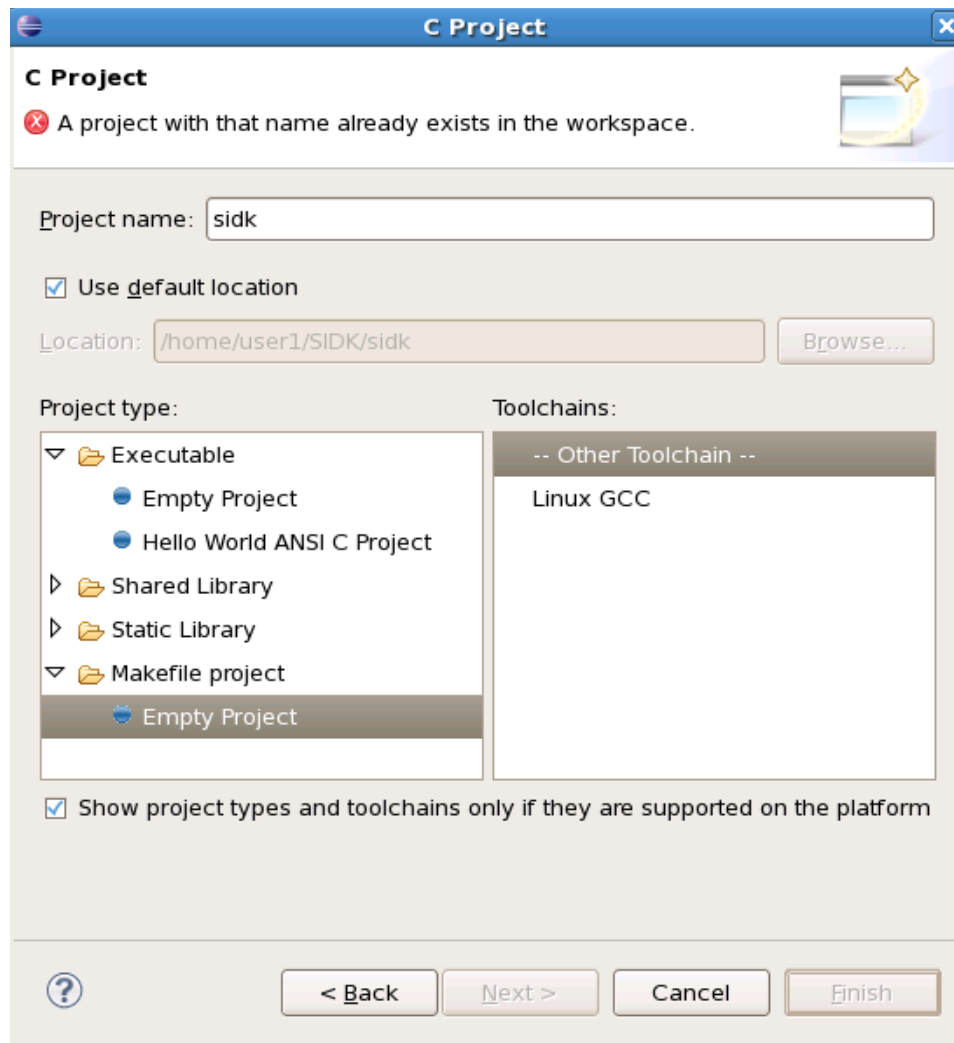 C Project
C Project
A project with that name already exists in the workspace.
Project name: sidk
Use default location
Location: /home/user1/SIDK/sidk Browse...
Project type: Toolchains:
Executable -- Other Toolchain --
Empty Project Linux GCC
Hello World ANSI C Project
Shared Library
Static Library
Makefile project
Empty Project
Show project types and toolchains only if they are supported on the platform
< Back Next > Cancel Finish